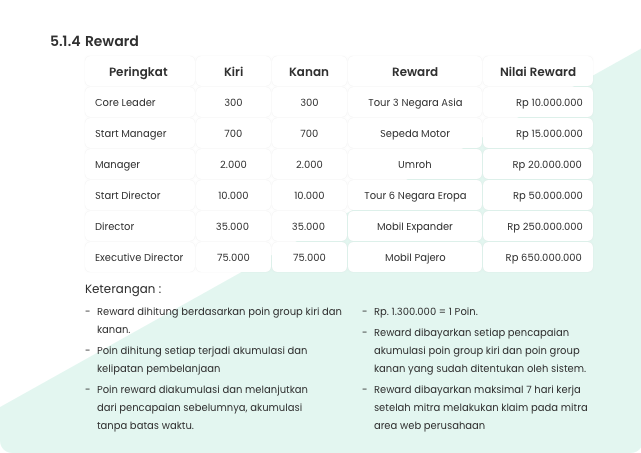 5.1.4 Reward
Peringkat Kiri Kanan Reward Nilai Reward
Core Leader 300 300 Tour 3 Negara Asia Rp 10.000.000
Start Manager 700 700 Sepeda Motor Rp 15.000.000
Manager 2.000 2.000 Umroh Rp 20.000.000
Start Director 10.000 10.000 Tour 6 Negara Eropa Rp 50.000.000
Director 35.000 35.000 Mobil Expander Rp 250.000.000
Executive Director 75.000 75.000 Mobil Pajero Rp 650.000.000
Keterangan :
- Reward dihitung berdasarkan poin group kiri dan
kanan.
- Poin dihitung setiap terjadi akumulasi dan
kelipatan pembelanjaan
- Poin reward diakumulasi dan melanjutkan
dari pencapaian sebelumnya, akumulasi
tanpa batas waktu.
- Rp. 1.300.000 = 1 Poin.
- Reward dibayarkan setiap pencapaian
akumulasi poin group kiri dan poin group
kanan yang sudah ditentukan oleh sistem.
- Reward dibayarkan maksimal 7 hari kerja
setelah mitra melakukan klaim pada mitra
area web perusahaan